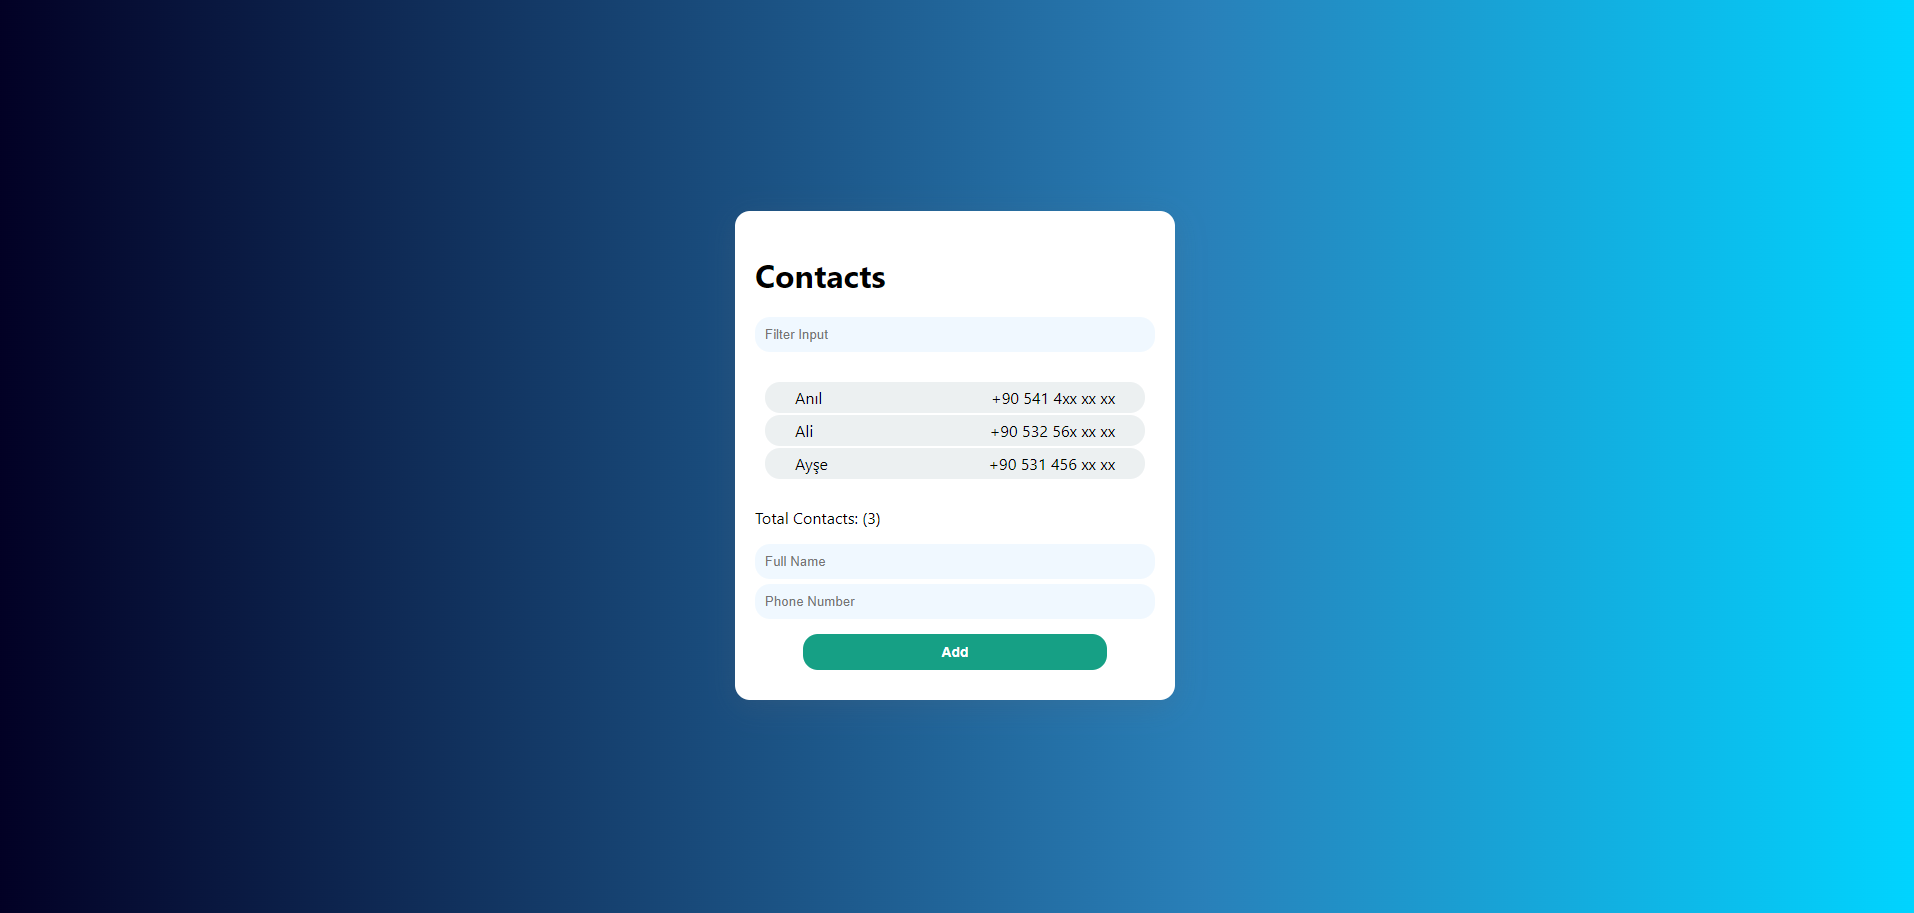 Contacts
Filter Input
Anıl +90 541 4xx xx xx
Ali +90 532 56x xx xx
Ayşe +90 531 456 xx xx
Total Contacts: (3)
Full Name
Phone Number
Add